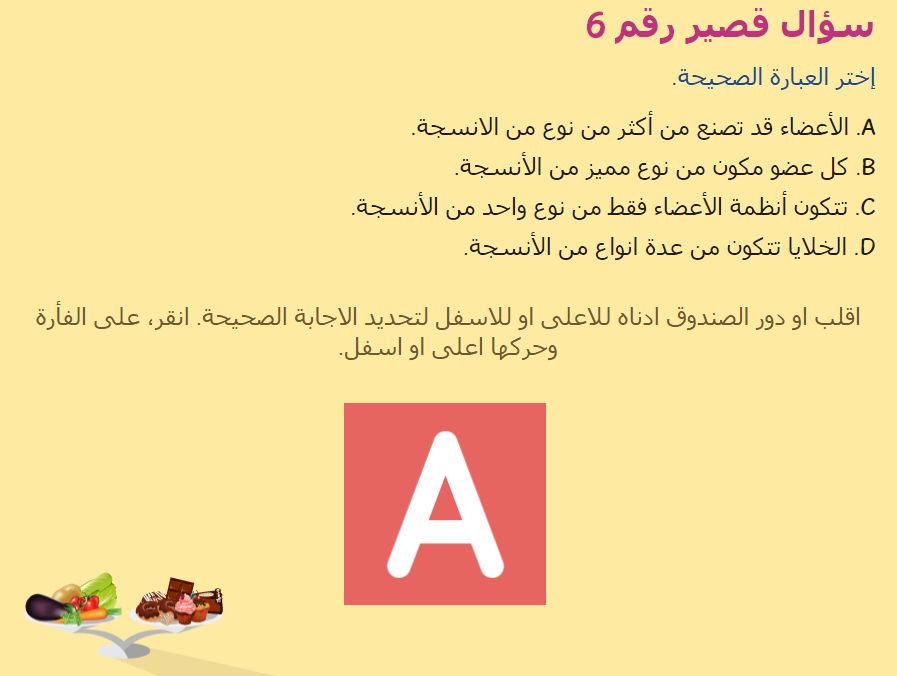 سؤال قصير رقم 6
إختر العبارة الصحيحة.
A. الأعضاء قد تصنع من أكثر من نوع من الانسجة.
B. كل عضو مكون من نوع مميز من الأنسجة.
C. تتكون أنظمة الأعضاء فقط من نوع واحد من الأنسجة.
D. الخلايا تتكون من عدة انواع من الأنسجة.
اقلب او دور الصندوق ادناه للاعلى او للاسفل لتحديد الاجابة الصحيحة. انقر، على الفأرة
وحركها اعلى او اسفل.
A